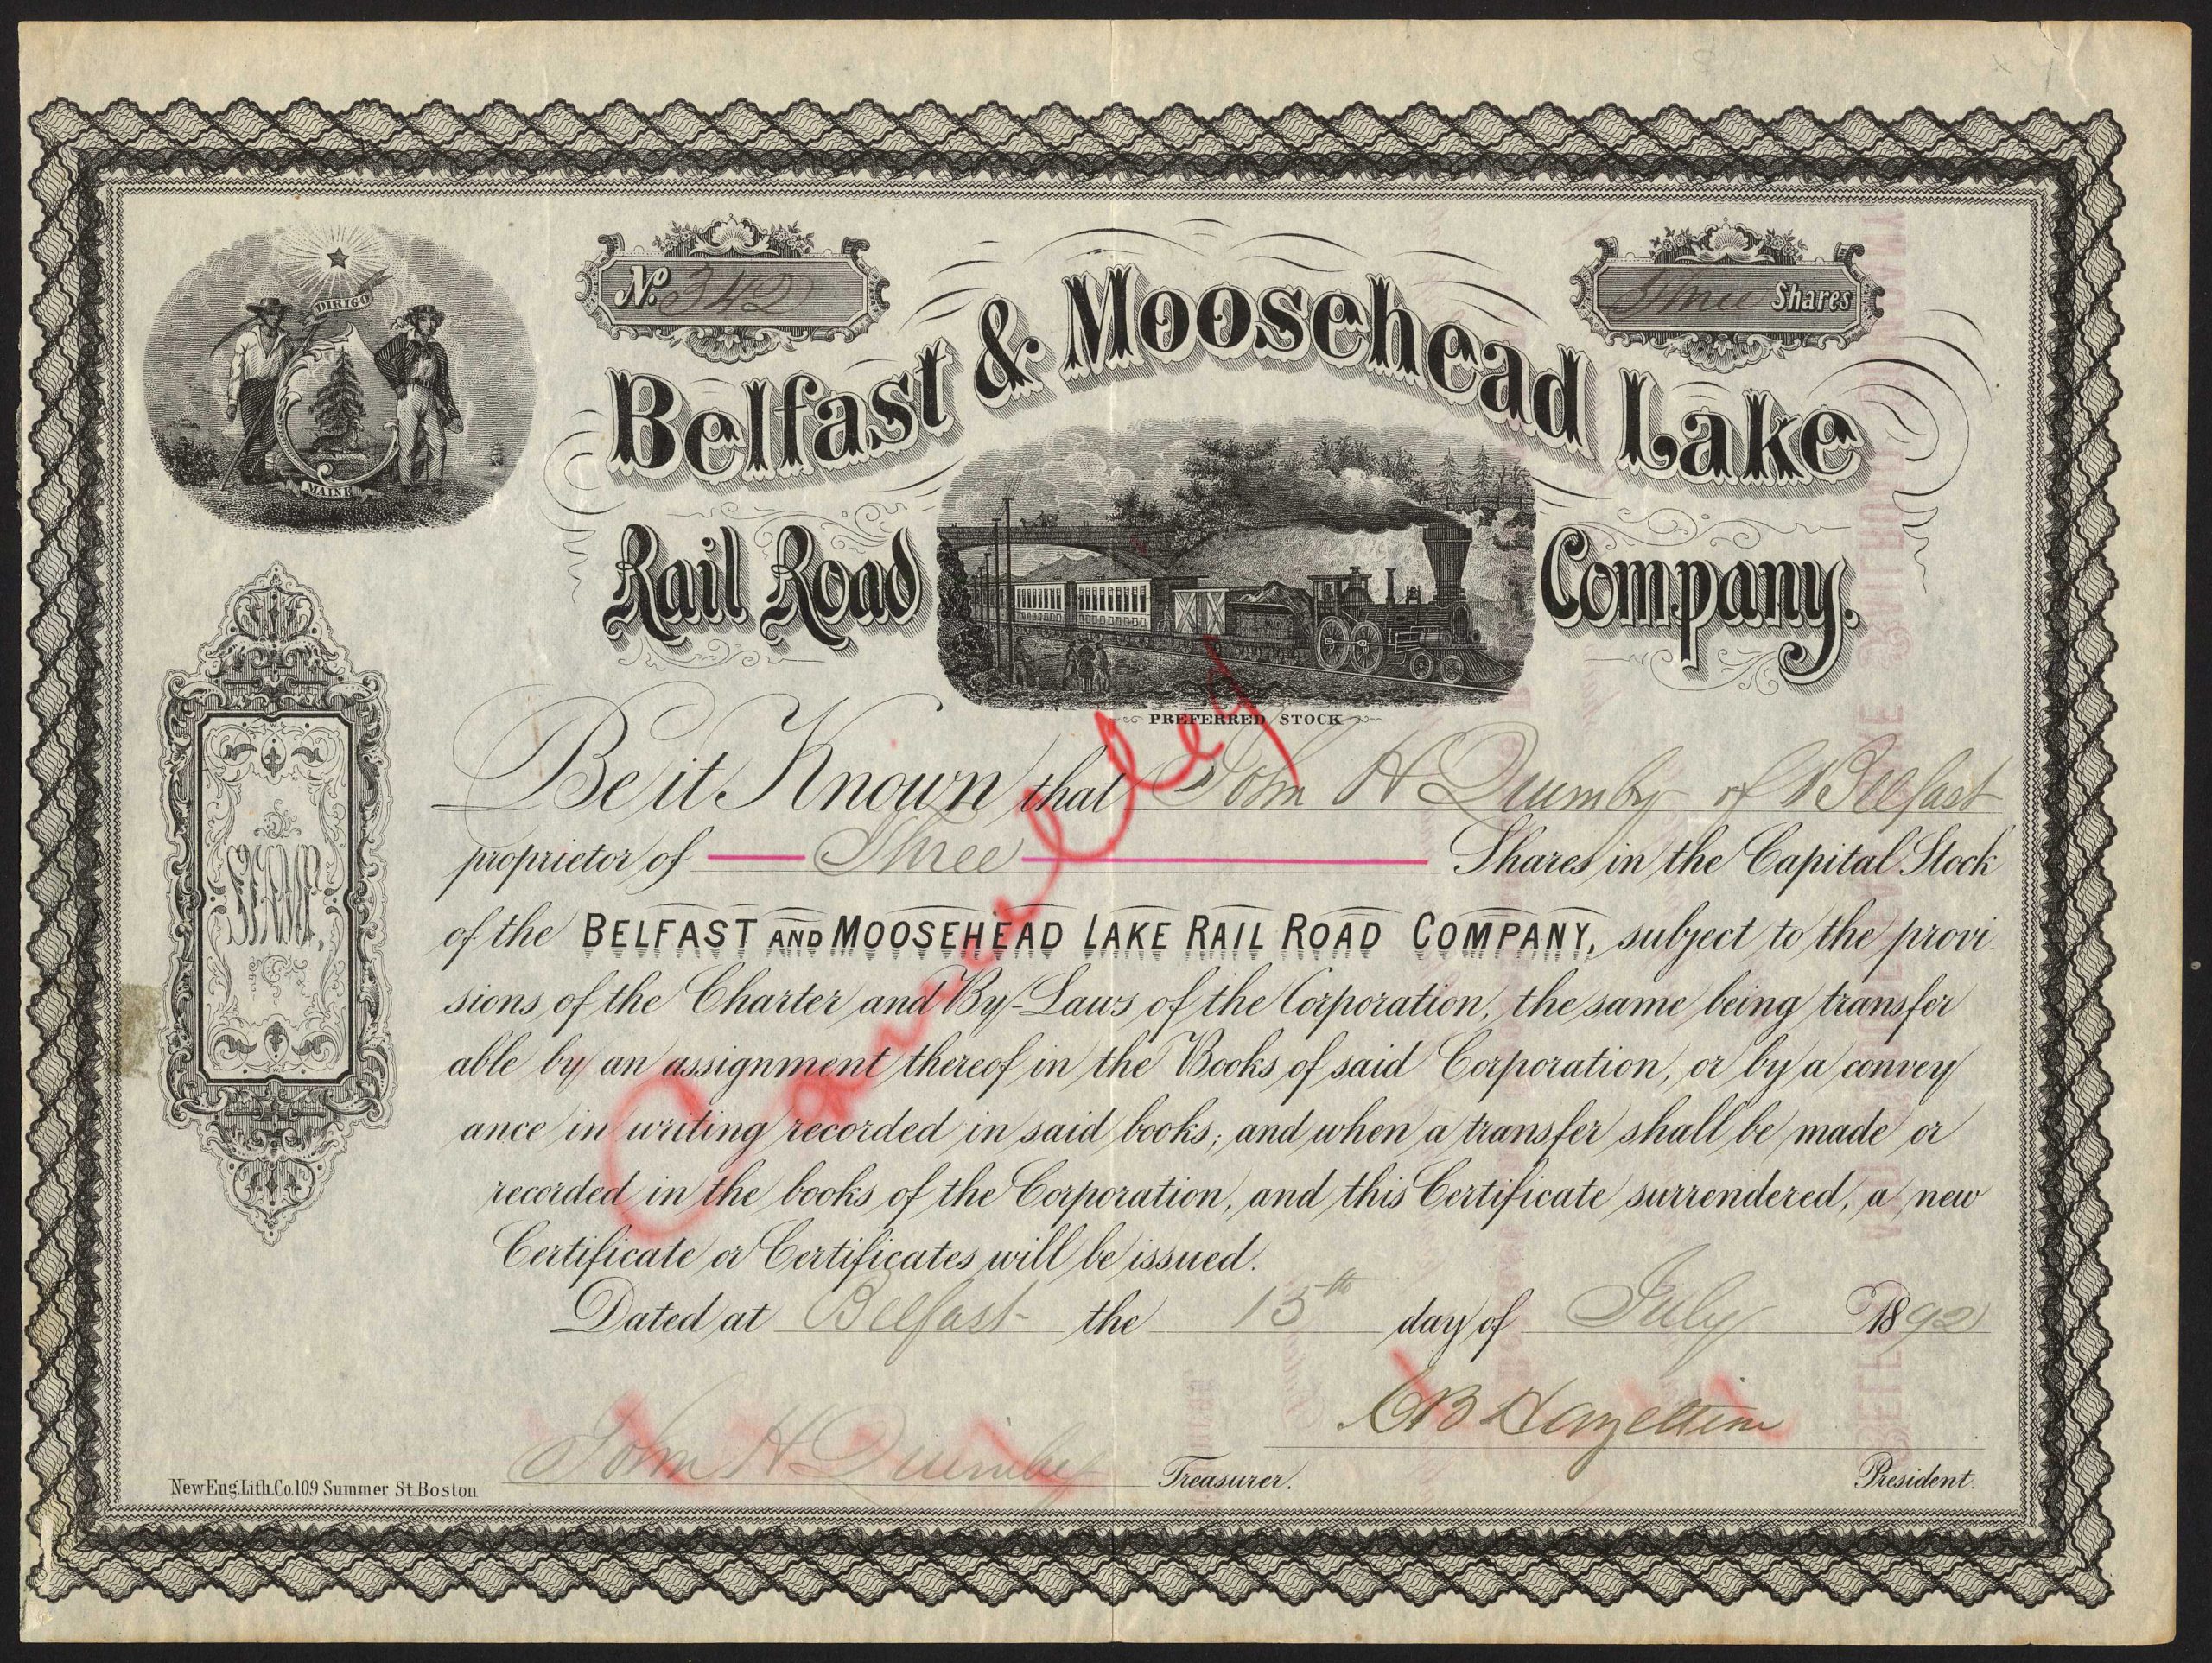 No. 342
Three Shares
DIRIGO
MAINE
Belfast & Moosehead Lake
Rail Road Company.
PREFERRED STOCK
Be it Known that John H Quimby of Belfast
proprietor of Three Shares in the Capital Stock
of the BELFAST AND MOOSEHEAD LAKE RAIL ROAD COMPANY, subject to the provi
sions of the Charter and By-Laws of the Corporation, the same being transfer
able by an assignment thereof in the Books of said Corporation, or by a convey
ance in writing recorded in said books; and when a transfer shall be made or
recorded in the books of the Corporation, and this Certificate surrendered, a new
Certificate or Certificates will be issued.
Dated at Belfast the 15th day of July 1892
CB Hazeltine
President.
John H Quimby Treasurer.
New Eng. Lith. Co. 109 Summer St. Boston